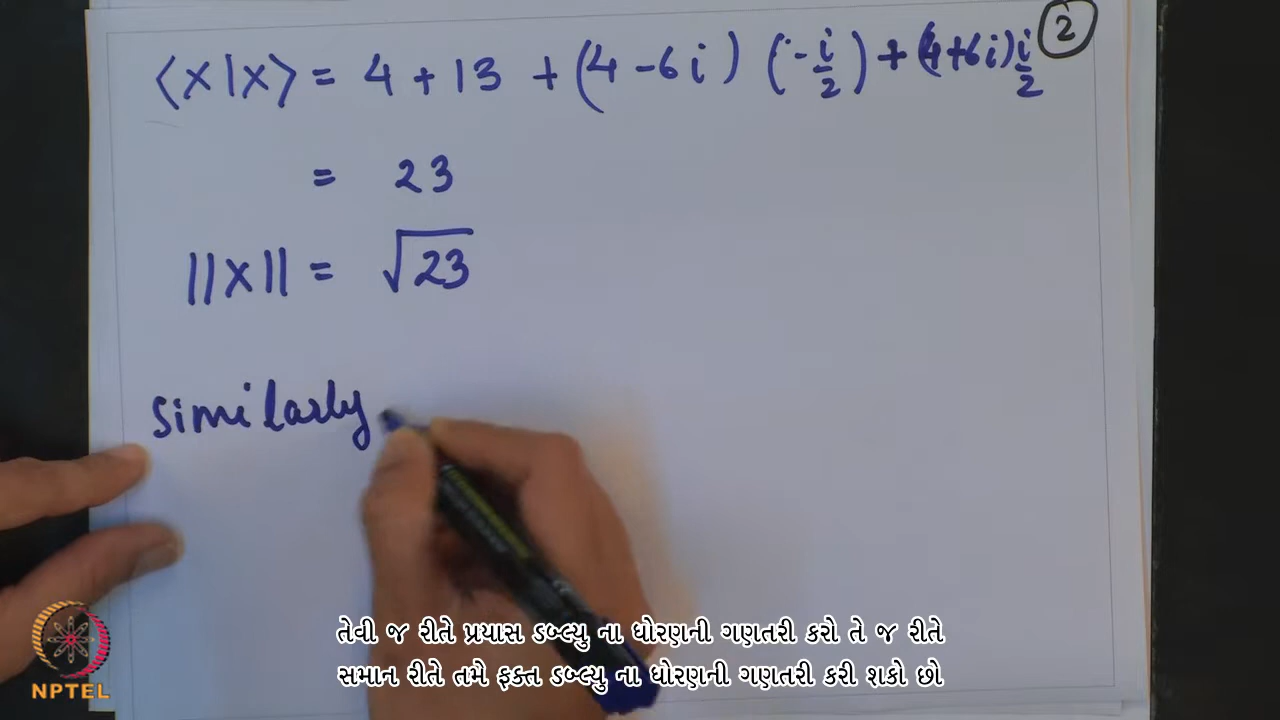 ⟨x|x⟩ = 4 + 13 + (4 - 6i) (-i/2) + (4+6i) i/2
2
= 23
||x|| = √23
Similarly
તેવી જ રીતે પ્રયાસ ડબ્લ્યુ ના ધોરણની ગણતરી કરો તે જ રીતે
સમાન રીતે તમે ફક્ત ડબ્લ્યુ ના ધોરણની ગણતરી કરી શકો છો
NPTEL